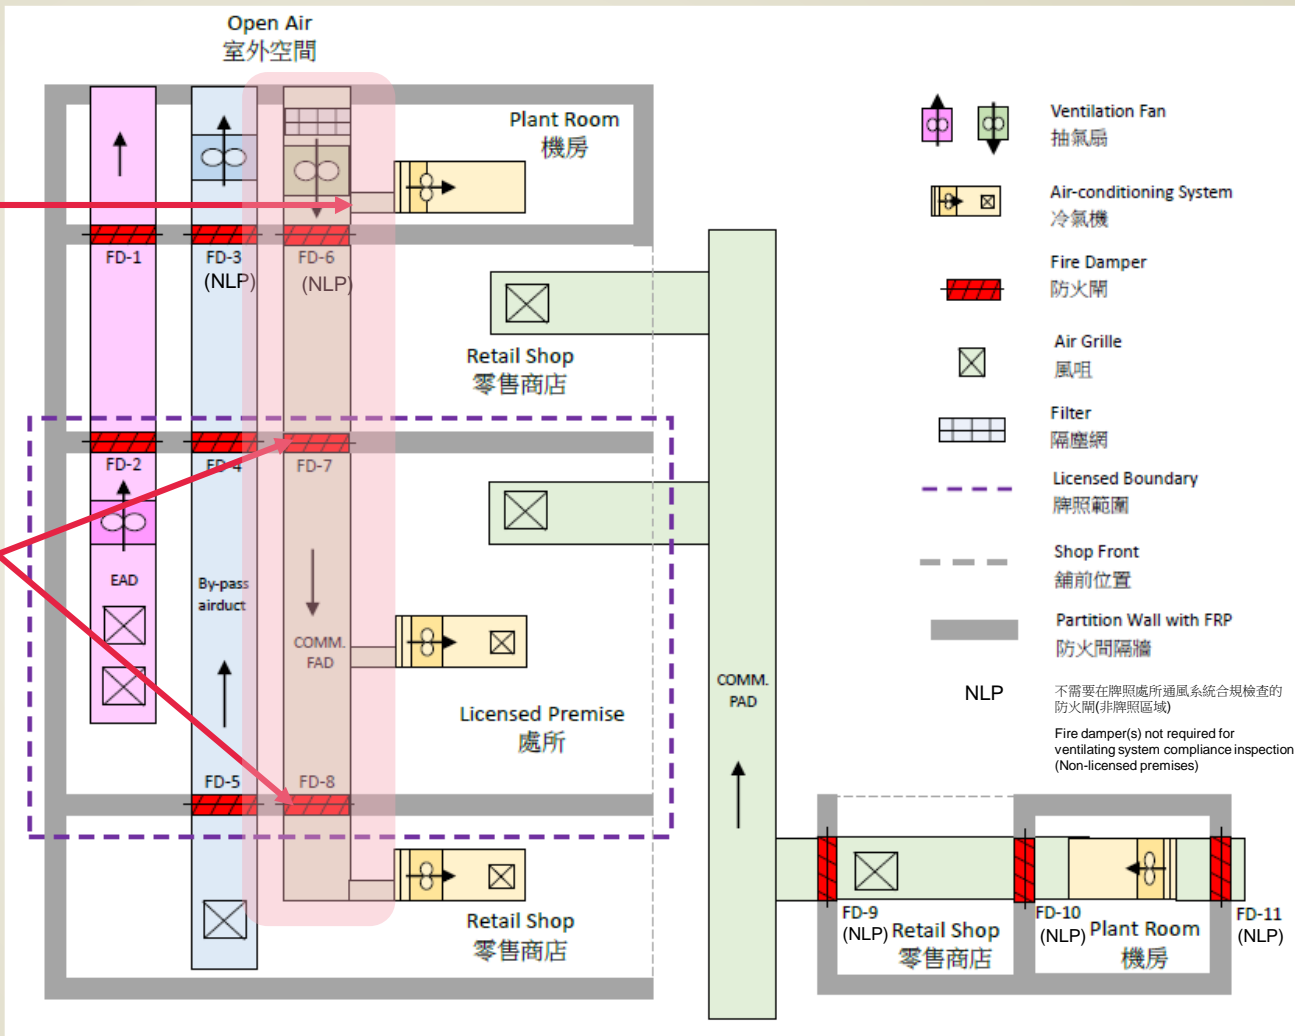 Open Air
室外空間
Plant Room
機房
FD-1
FD-3
(NLP)
FD-6
(NLP)
Retail Shop
零售商店
FD-2
FD-4
FD-7
EAD
By-pass
airduct
COMM.
FAD
Licensed Premise
處所
FD-5
FD-8
Retail Shop
零售商店
COMM.
PAD
FD-9
(NLP)
Retail Shop
零售商店
FD-10
(NLP)
Plant Room
機房
FD-11
(NLP)
Ventilation Fan
抽氣扇
Air-conditioning System
冷氣機
Fire Damper
防火閘
Air Grille
風咀
Filter
隔塵網
Licensed Boundary
牌照範圍
Shop Front
舖前位置
Partition Wall with FRP
防火間隔牆
NLP
不需要在牌照處所通風系統合規檢查的
防火閘(非牌照區域)
Fire damper(s) not required for
ventilating system compliance inspection
(Non-licensed premises)